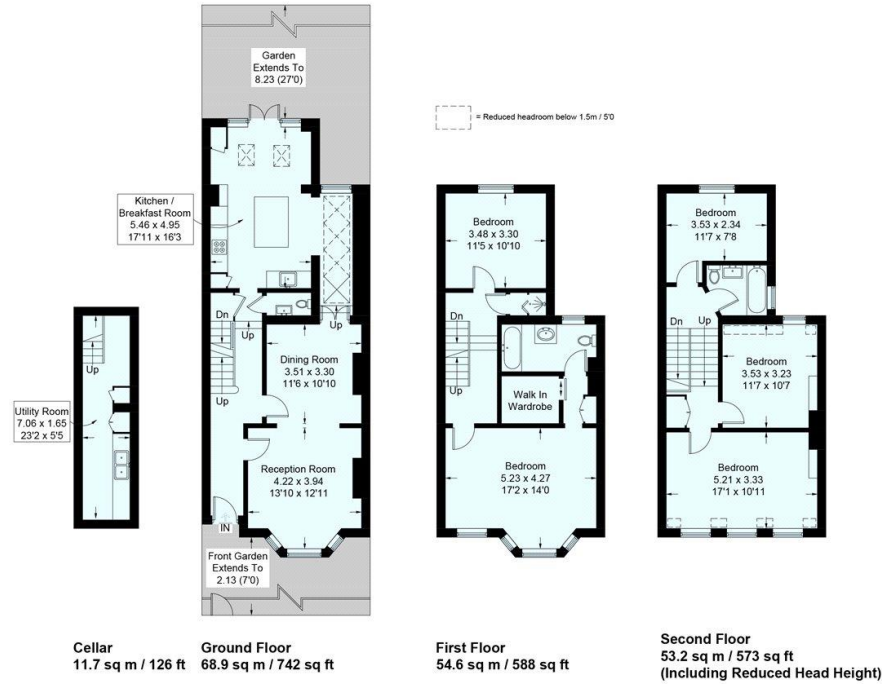 Garden
Extends To
8.23 (27'0)
= Reduced headroom below 1.5m / 5'0
Kitchen /
Breakfast Room
5.46 x 4.95
17'11 x 16'3
Dn
Up
Up
Up
Dining Room
3.51 x 3.30
11'6 x 10'10
Reception Room
4.22 x 3.94
13'10 x 12'11
IN
Front Garden
Extends To
2.13 (7'0)
Up
Utility Room
7.06 x 1.65
23'2 x 5'5
Bedroom
3.48 x 3.30
11'5 x 10'10
Dn
Up
Walk In
Wardrobe
Bedroom
5.23 x 4.27
17'2 x 14'0
Bedroom
3.53 x 2.34
11'7 x 7'8
Dn
Up
Bedroom
3.53 x 3.23
11'7 x 10'7
Bedroom
5.21 x 3.33
17'1 x 10'11
Cellar
11.7 sq m / 126 ft
Ground Floor
68.9 sq m / 742 sq ft
First Floor
54.6 sq m / 588 sq ft
Second Floor
53.2 sq m / 573 sq ft
(Including Reduced Head Height)